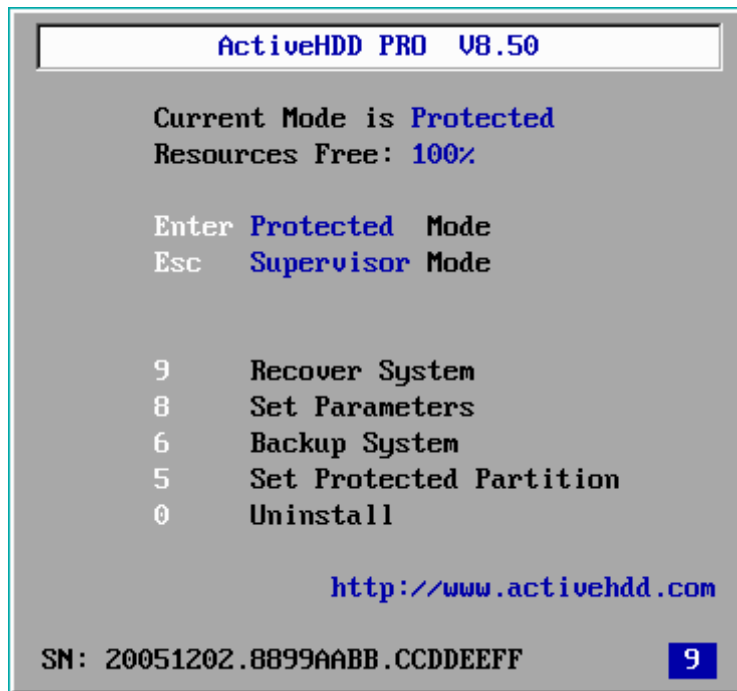 ActiveHDD PRO V8.50
Current Mode is Protected
Resources Free: 100%
Enter Protected Mode
Esc Supervisor Mode
9 Recover System
8 Set Parameters
6 Backup System
5 Set Protected Partition
0 Uninstall
http://www.activehdd.com
SN: 20051202.8899AABB.CCDDEEFF 9